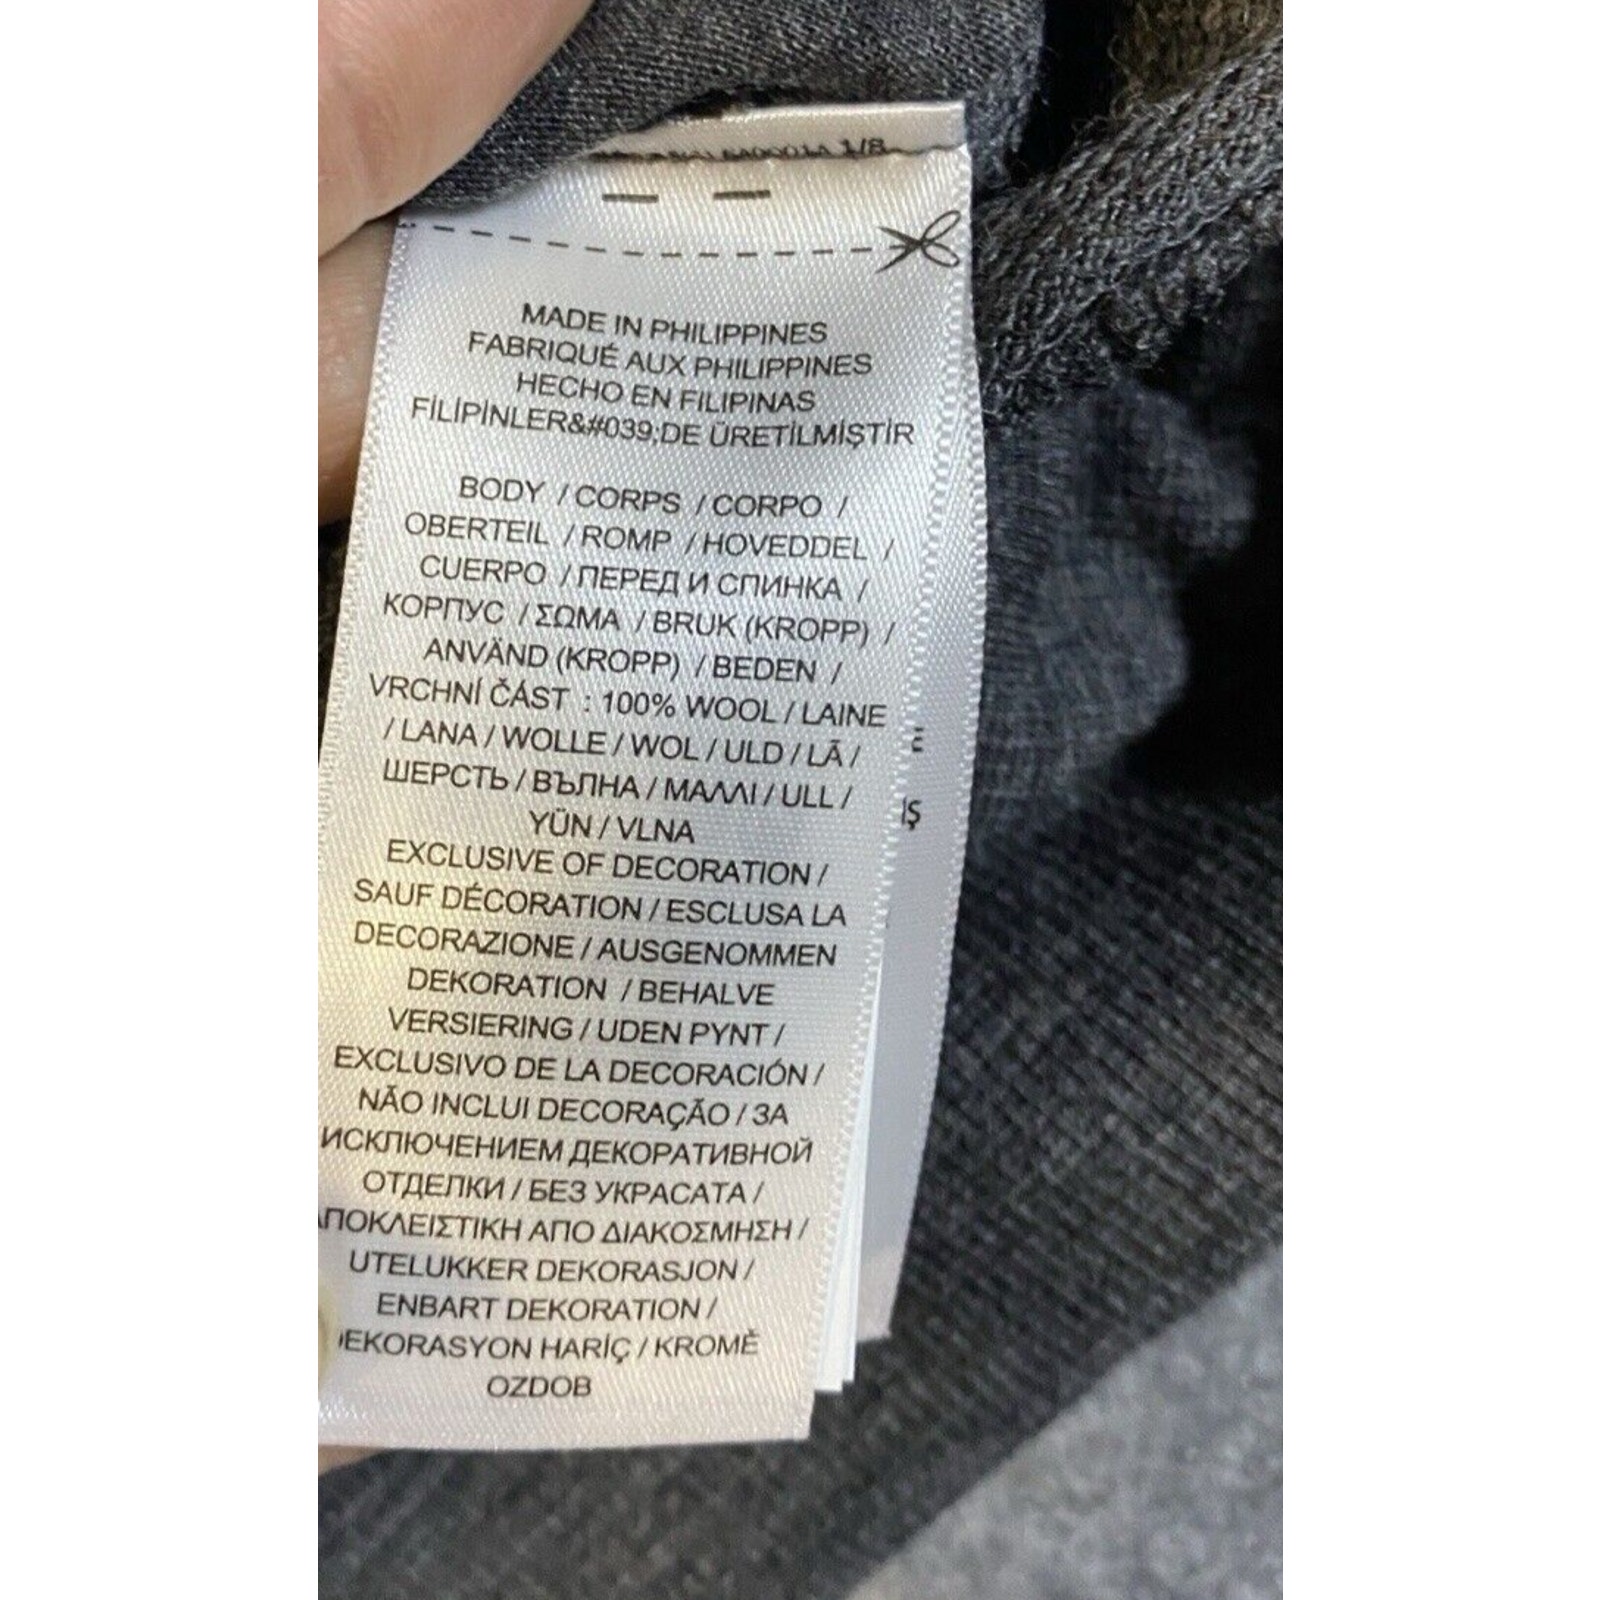 1/8
MADE IN PHILIPPINES
FABRIQUÉ AUX PHILIPPINES
HECHO EN FILIPINAS
FİLİPİNLER&#039;DE ÜRETİLMİŞTİR
BODY / CORPS / CORPO /
OBERTEIL / ROMP / HOVEDDEL /
CUERPO / ПЕРЕД И СПИНКА /
КОРПУС / ΣΩΜΑ / BRUK (KROPP) /
ANVÄND (KROPP) / BEDEN /
VRCHNÍ ČÁST : 100% WOOL / LAINE
/ LANA / WOLLE / WOL / ULD / LÃ /
ШЕРСТЬ / ВЪЛНА / ΜΑΛΛΙ / ULL /
YÜN / VLNA
EXCLUSIVE OF DECORATION /
SAUF DÉCORATION / ESCLUSA LA
DECORAZIONE / AUSGENOMMEN
DEKORATION / BEHALVE
VERSIERING / UDEN PYNT /
EXCLUSIVO DE LA DECORACIÓN /
NÃO INCLUI DECORAÇÃO / ЗА
ИСКЛЮЧЕНИЕМ ДЕКОРАТИВНОЙ
ОТДЕЛКИ / БЕЗ УКРАСАТА /
ΑΠΟΚΛΕΙΣΤΙΚΗ ΑΠΟ ΔΙΑΚΟΣΜΗΣΗ /
UTELUKKER DEKORASJON /
ENBART DEKORATION /
DEKORASYON HARİÇ / KROMĚ
OZDOB